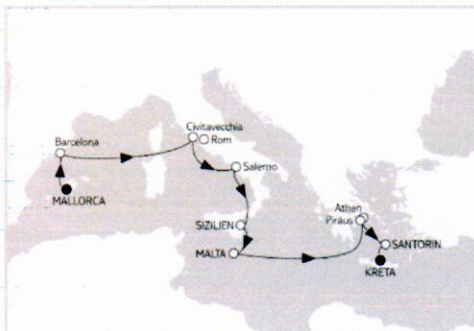 Civitavecchia
Rom
Barcelona
Salerno
MALLORCA
Athen
Piräus
SIZILIEN
SANTORIN
MALTA
KRETA